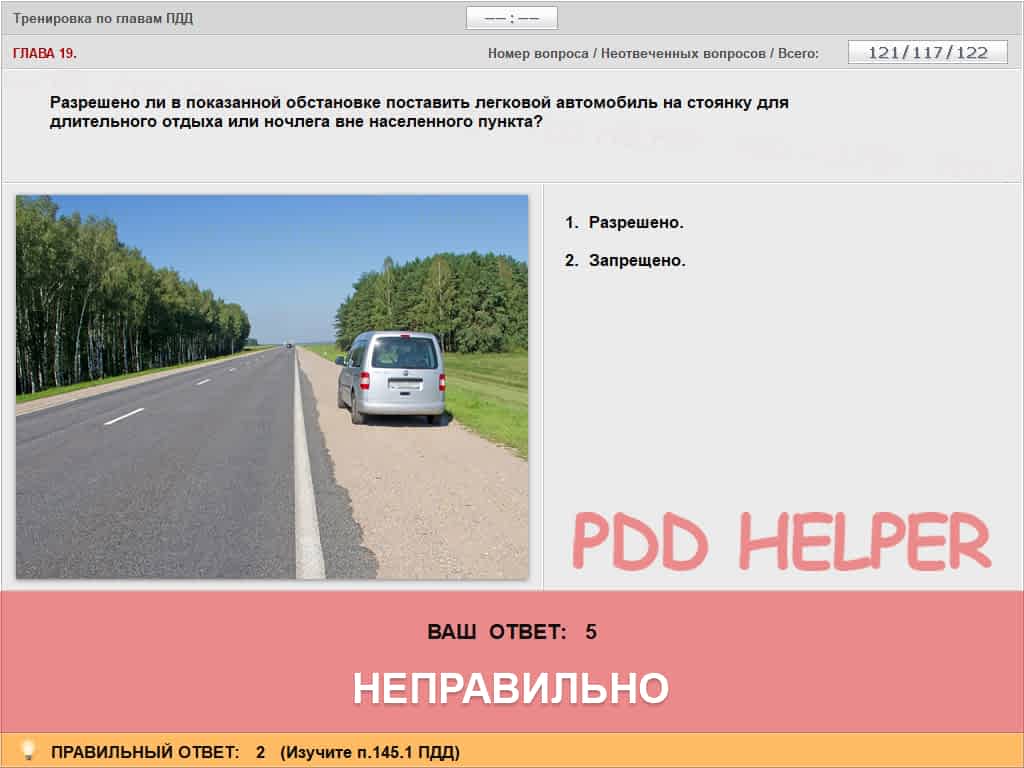 Тренировка по главам ПДД
–– : ––
ГЛАВА 19.
Номер вопроса / Неотвеченных вопросов / Всего:
121/117/122
Разрешено ли в показанной обстановке поставить легковой автомобиль на стоянку для
длительного отдыха или ночлега вне населенного пункта?
1. Разрешено.
2. Запрещено.
PDD HELPER
ВАШ ОТВЕТ: 5
НЕПРАВИЛЬНО
ПРАВИЛЬНЫЙ ОТВЕТ: 2 (Изучите п.145.1 ПДД)